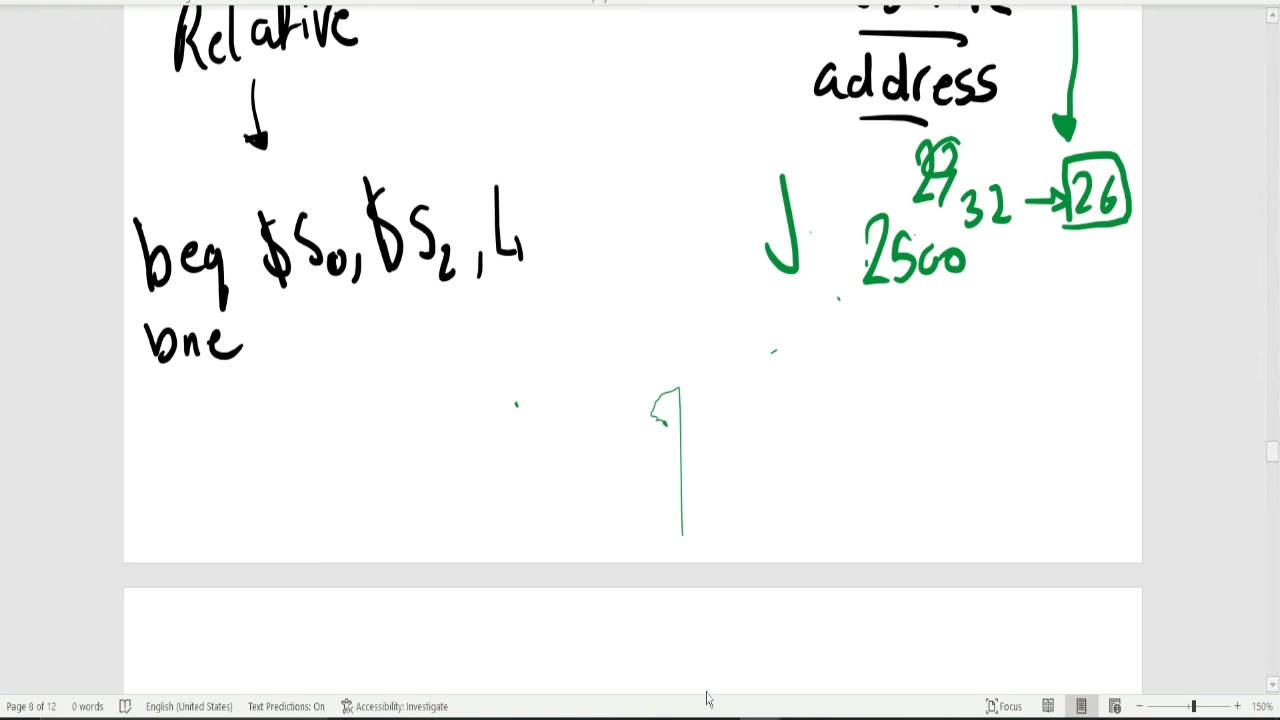 Relative
address
beq $S0, $S2, L1
bne
32 → 26
J 2500
Page 8 of 12 0 words English (United States) Text Predictions: On Accessibility: Investigate Focus 150%